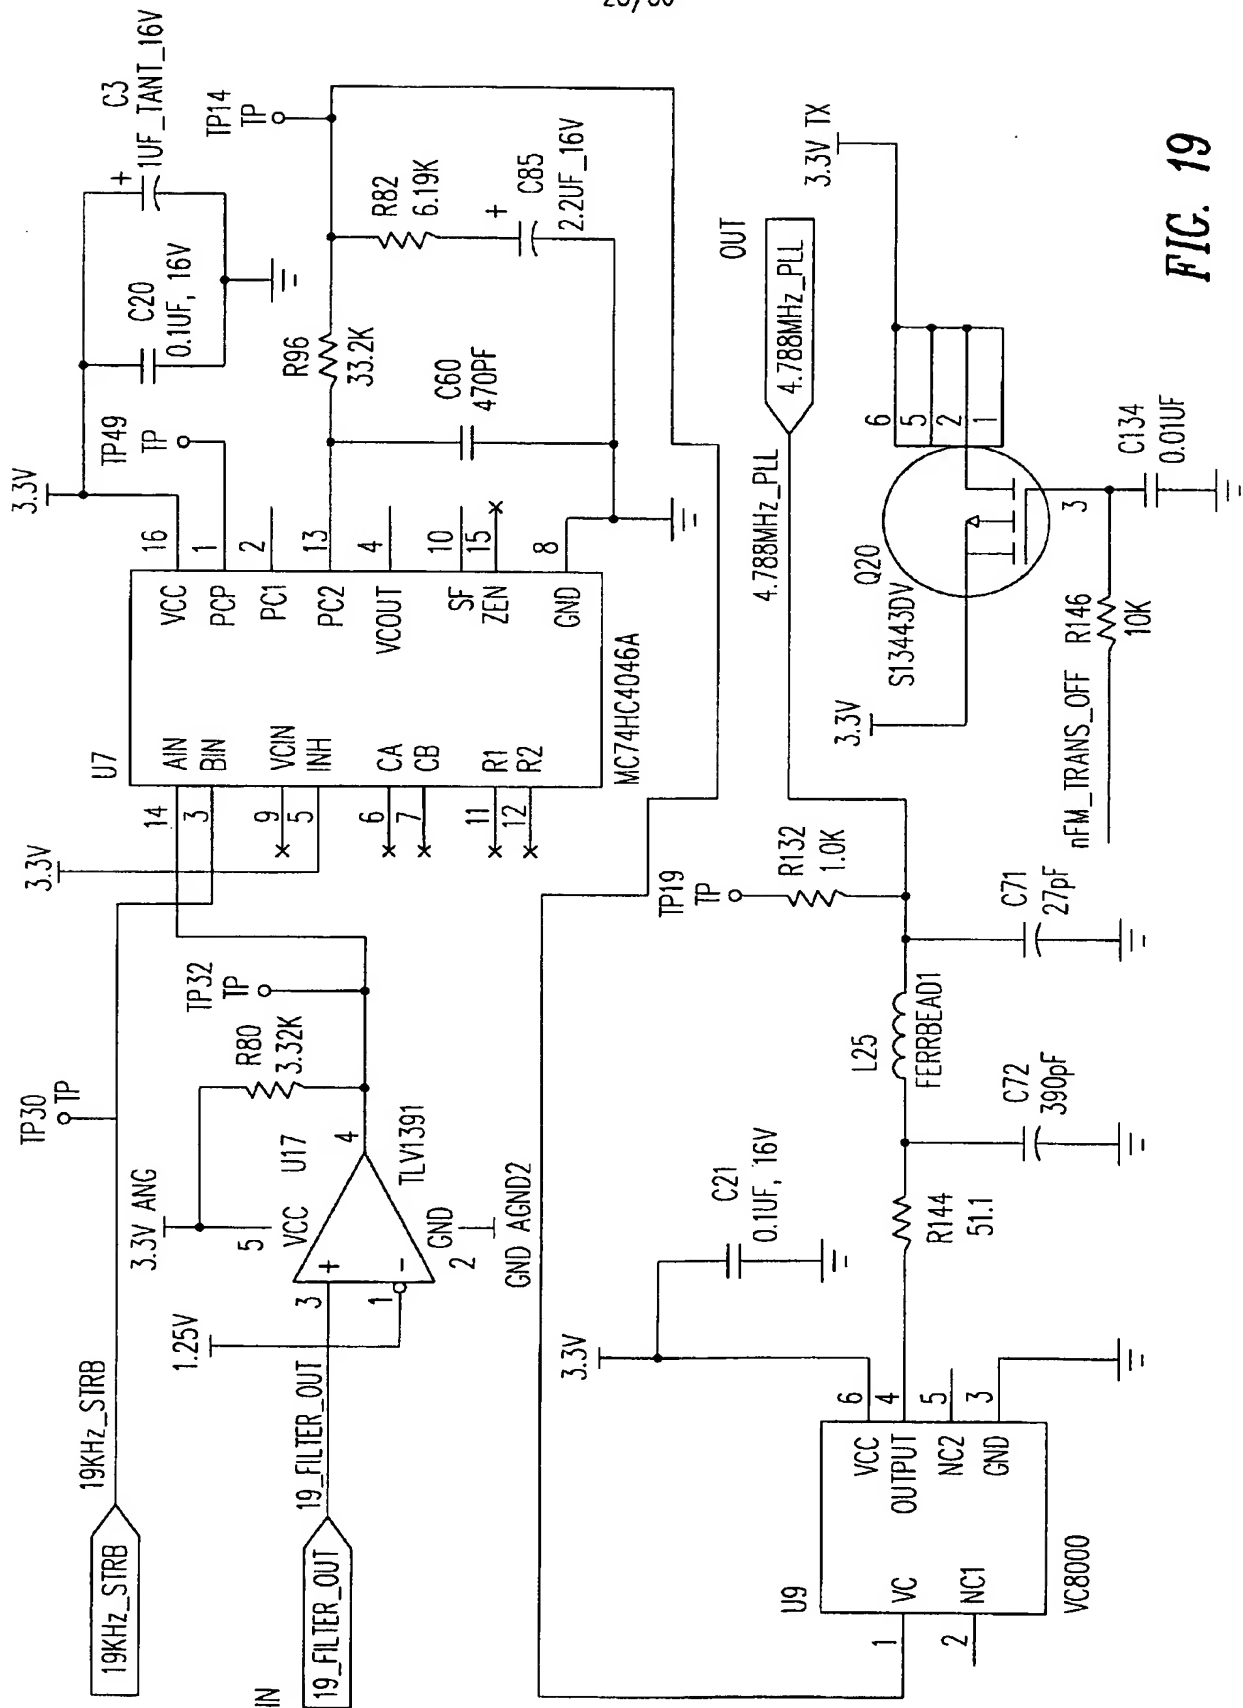 19KHz_STRB
19KHz_STRB
TP30
TP
IN
19_FILTER_OUT
19_FILTER_OUT
1.25V
3.3V ANG
5
VCC
U17
3
+
1
-
4
GND
2
TLV1391
GND AGND2
R80
3.32K
TP32
TP
3.3V
U7
14
AIN
3
BIN
9
VCIN
5
INH
6
CA
7
CB
11
R1
12
R2
16
VCC
1
PCP
2
PC1
13
PC2
4
VCOUT
10
SF
15
ZEN
8
GND
MC74HC4046A
3.3V
TP49
TP
C20
0.1UF, 16V
C3
+
1UF_TANT_16V
R96
33.2K
C60
470PF
R82
6.19K
+
C85
2.2UF_16V
TP14
TP
U9
1
VC
2
NC1
VCC
6
OUTPUT
4
NC2
5
GND
3
VC8000
3.3V
C21
0.1UF, 16V
R144
51.1
C72
390pF
L25
FERRBEAD1
C71
27pF
TP19
TP
R132
1.0K
4.788MHz_PLL
4.788MHz_PLL
OUT
3.3V
Q20
S13443DV
6
5
2
1
3
3.3V TX
nFM_TRANS_OFF
R146
10K
C134
0.01UF
FIG. 19